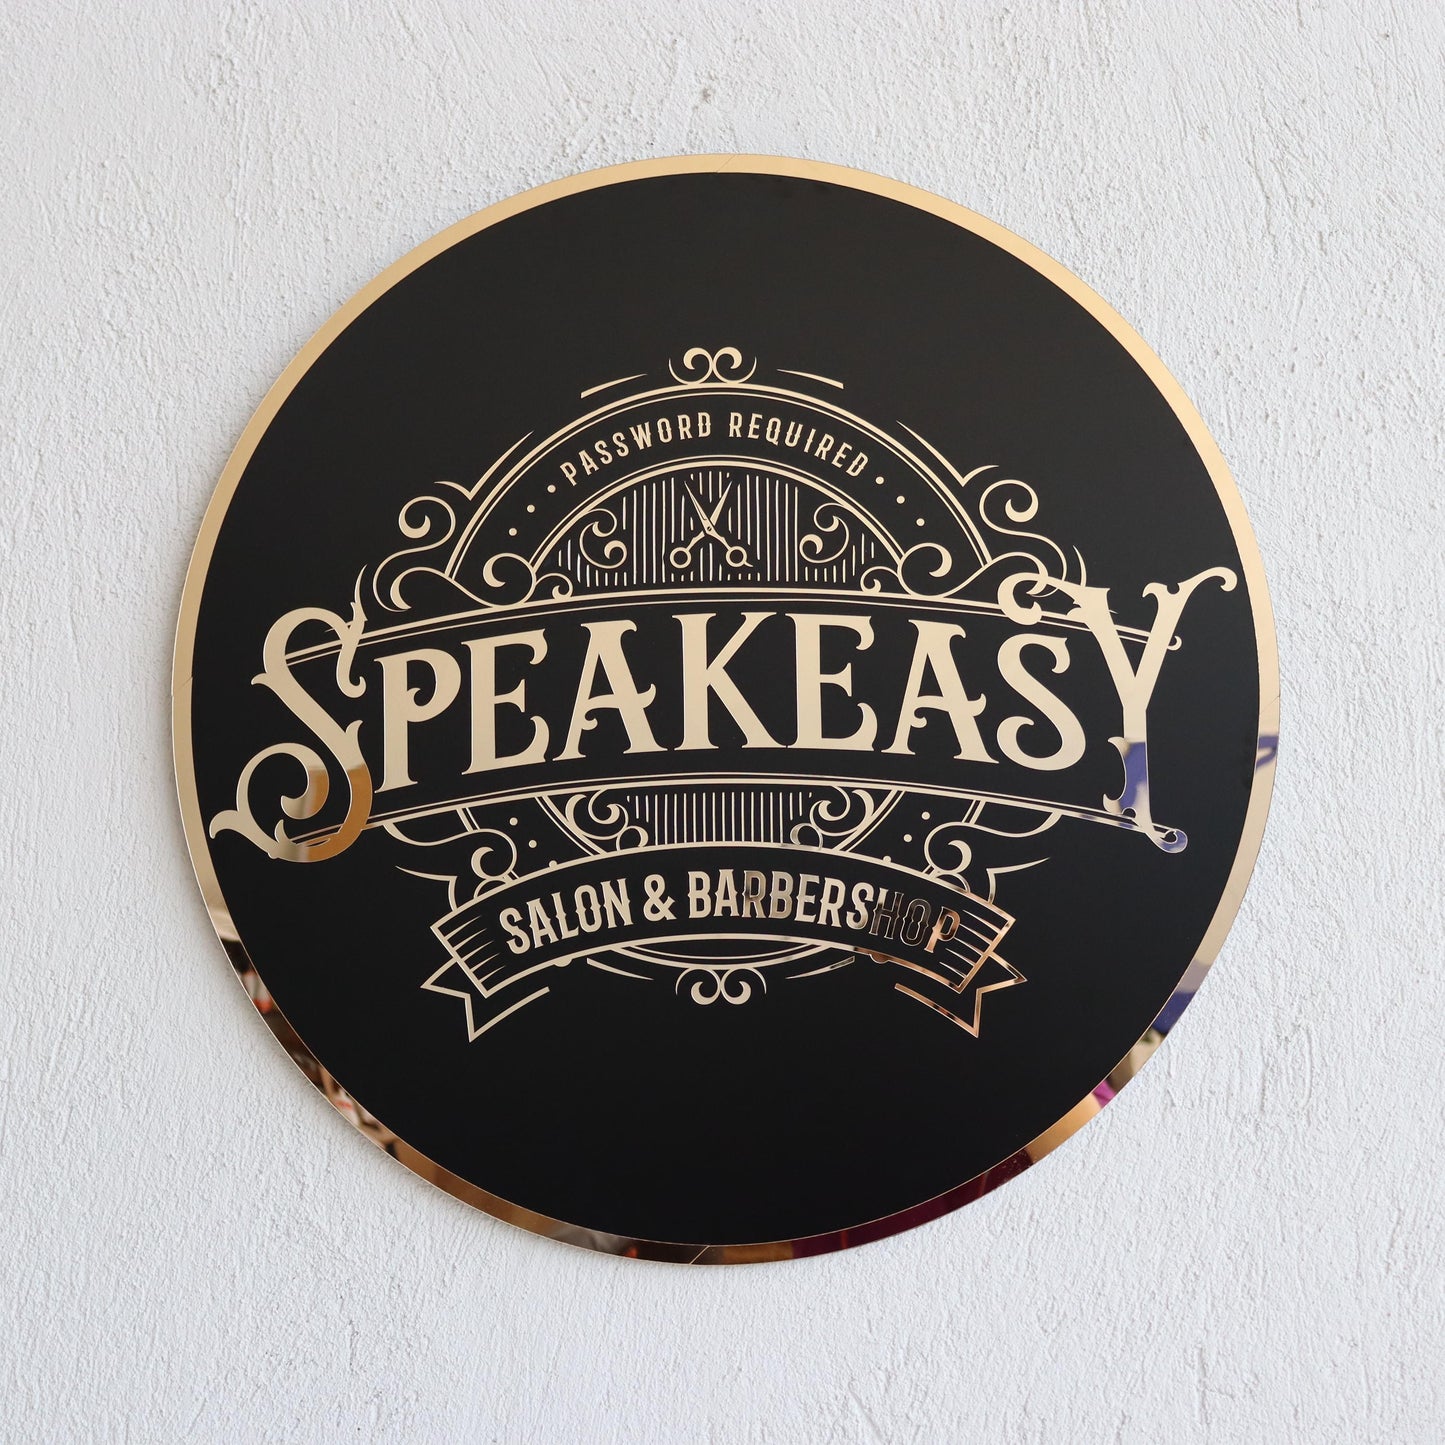 PASSWORD REQUIRED
SPEAKEASY
SALON & BARBERSHOP